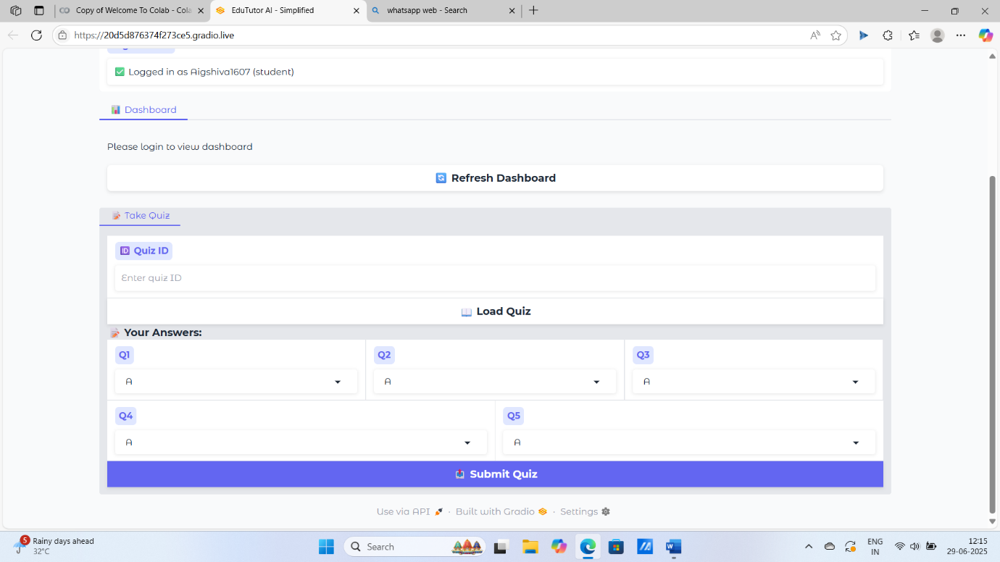 Copy of Welcome To Colab - Cola
EduTutor AI - Simplified
whatsapp web - Search
https://20d5d876374f273ce5.gradio.live
Logged in as Aigshiva1607 (student)
Dashboard
Please login to view dashboard
Refresh Dashboard
Take Quiz
ID Quiz ID
Enter quiz ID
Load Quiz
Your Answers:
Q1 Q2 Q3
A A A
Q4 Q5
A A
Submit Quiz
Use via API · Built with Gradio · Settings
5 Rainy days ahead
32°C
Search
ENG
IN
12:15
29-06-2025